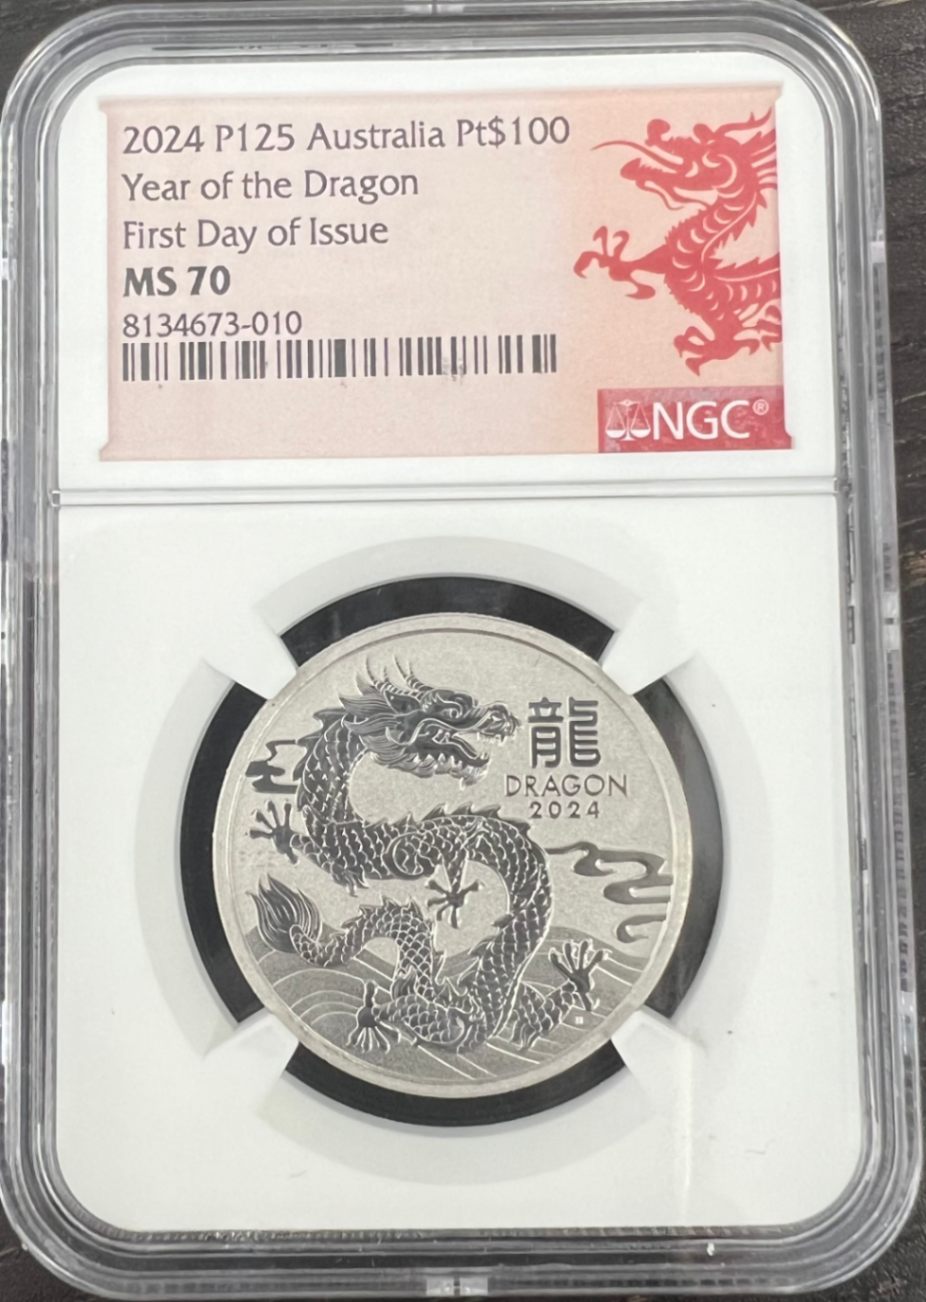 2024 P125 Australia Pt$100
Year of the Dragon
First Day of Issue
MS 70
8134673-010
NGC®
龍
DRAGON
2024